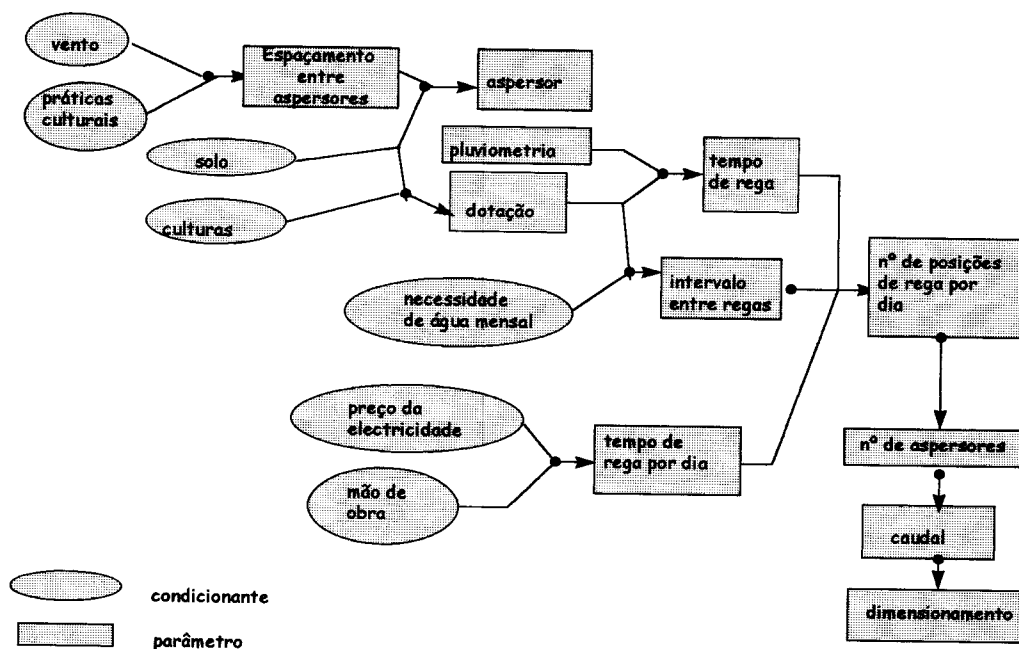 vento
práticas
culturais
Espaçamento
entre
aspersores
aspersor
solo
culturas
pluviometria
dotação
tempo
de rega
necessidade
de água mensal
intervalo
entre regas
nº de posições
de rega por
dia
preço da
electricidade
mão de
obra
tempo de
rega por dia
nº de aspersores
caudal
dimensionamento
condicionante
parâmetro